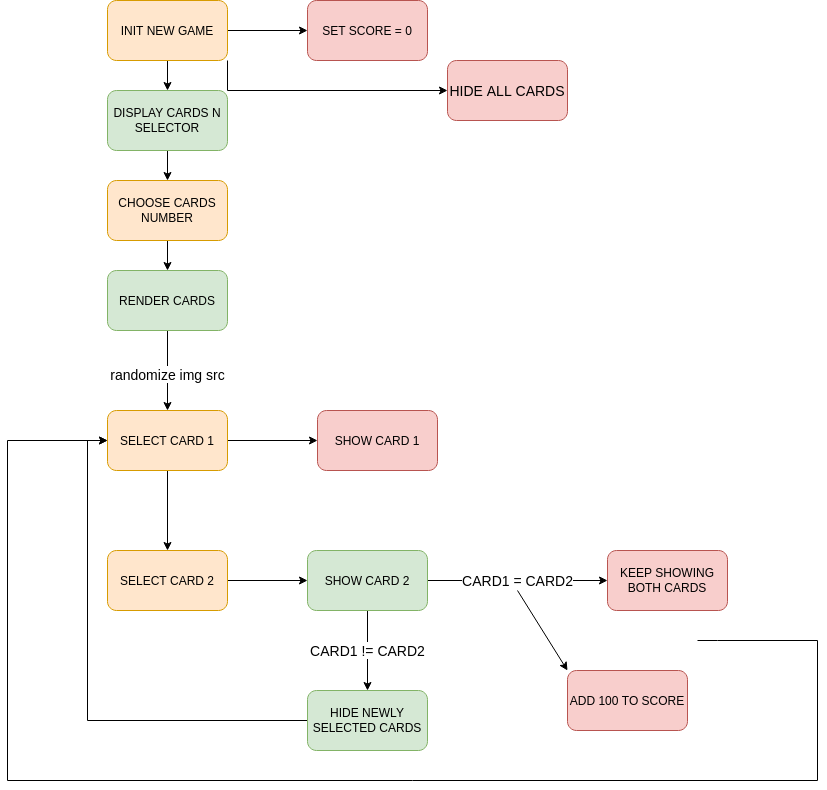 INIT NEW GAME
SET SCORE = 0
HIDE ALL CARDS
DISPLAY CARDS N
SELECTOR
CHOOSE CARDS
NUMBER
RENDER CARDS
randomize img src
SELECT CARD 1
SHOW CARD 1
SELECT CARD 2
SHOW CARD 2
CARD1 = CARD2
KEEP SHOWING
BOTH CARDS
CARD1 != CARD2
ADD 100 TO SCORE
HIDE NEWLY
SELECTED CARDS